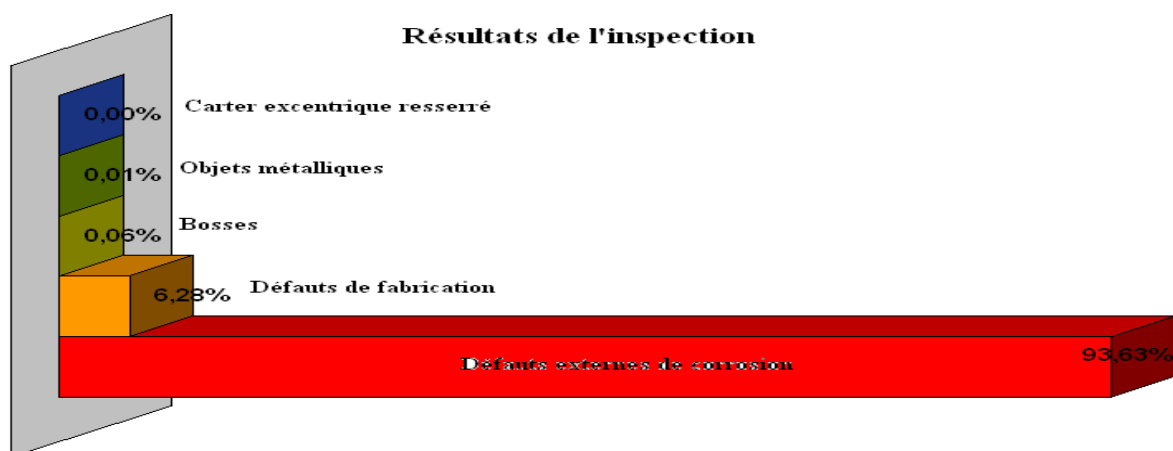 Résultats de l'inspection
0,00% Carter excentrique resserré
0,01% Objets métalliques
0,06% Bosses
6,28% Défauts de fabrication
Défauts externes de corrosion 93,63%